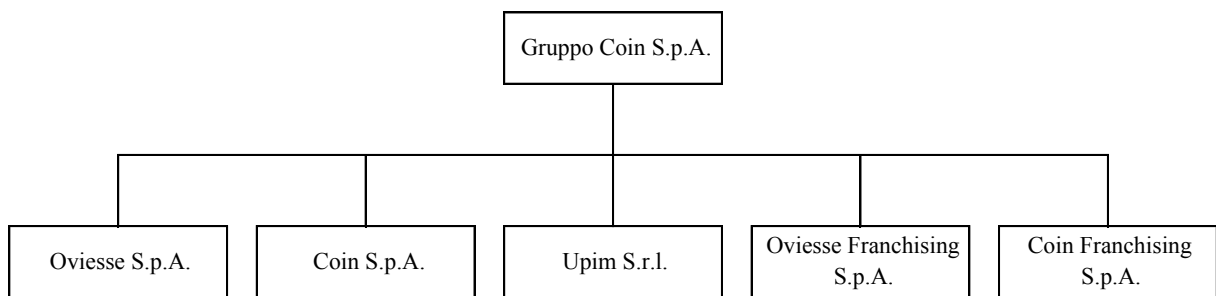 Gruppo Coin S.p.A.
Oviesse S.p.A.
Coin S.p.A.
Upim S.r.l.
Oviesse Franchising
S.p.A.
Coin Franchising
S.p.A.